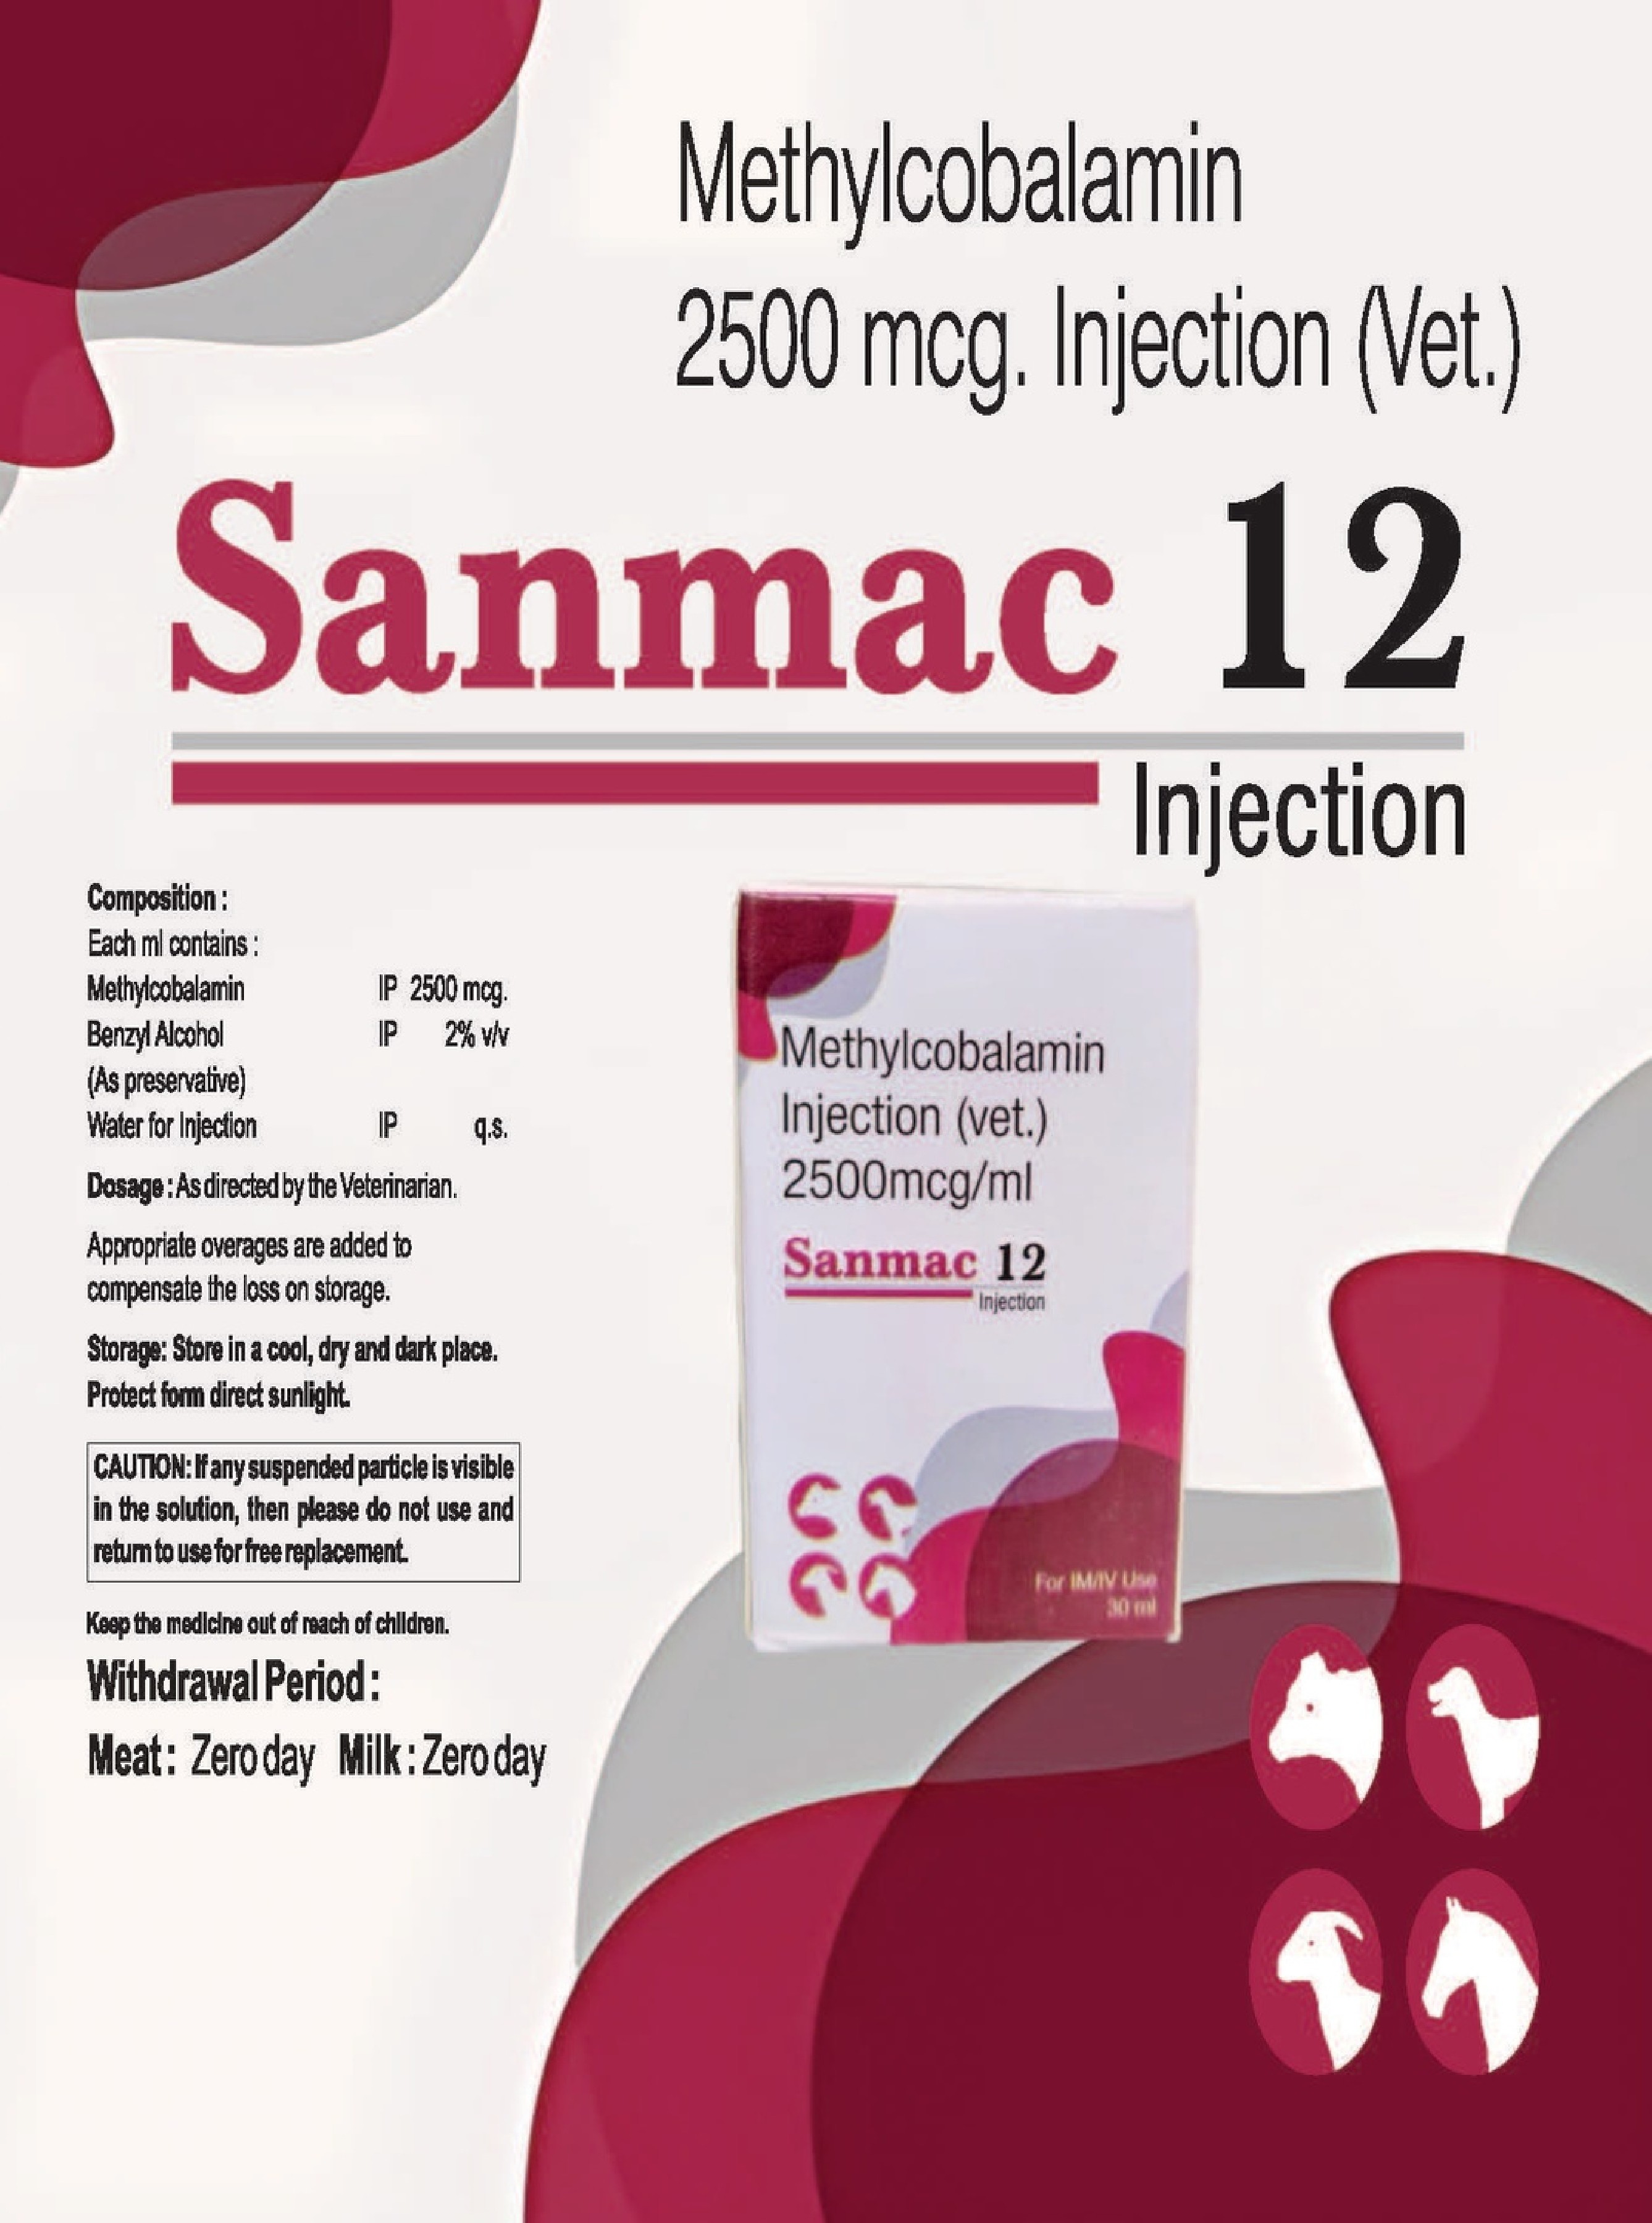 Methylcobalamin
2500 mcg. Injection (Vet.)
Sanmac 12
Injection
Composition :
Each ml contains :
Methylcobalamin IP 2500 mcg.
Benzyl Alcohol IP 2% v/v
(As preservative)
Water for Injection IP q.s.
Dosage : As directed by the Veterinarian.
Appropriate overages are added to
compensate the loss on storage.
Storage: Store in a cool, dry and dark place.
Protect form direct sunlight.
CAUTION: If any suspended particle is visible
in the solution, then please do not use and
return to use for free replacement.
Keep the medicine out of reach of children.
Withdrawal Period :
Meat : Zero day Milk : Zero day
Methylcobalamin
Injection (vet.)
2500mcg/ml
Sanmac 12
Injection
For IM/IV Use
30 ml